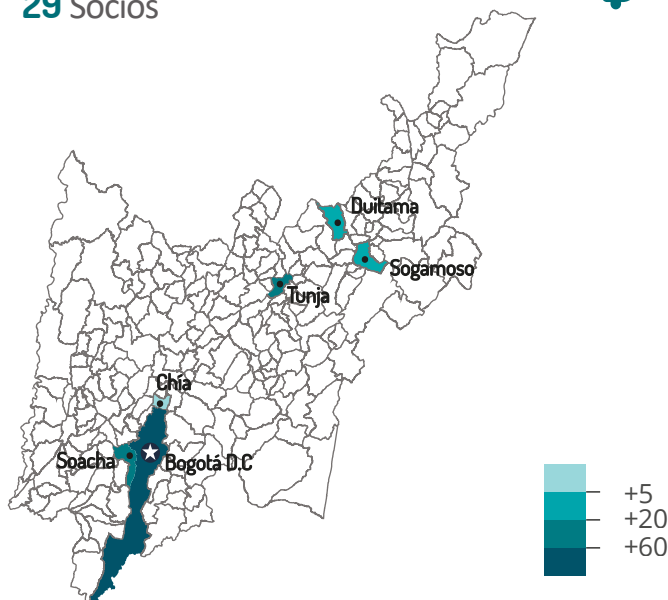 29 Socios
Duitama
Sogamoso
Tunja
Chía
Soacha
Bogotá D.C
+5
+20
+60